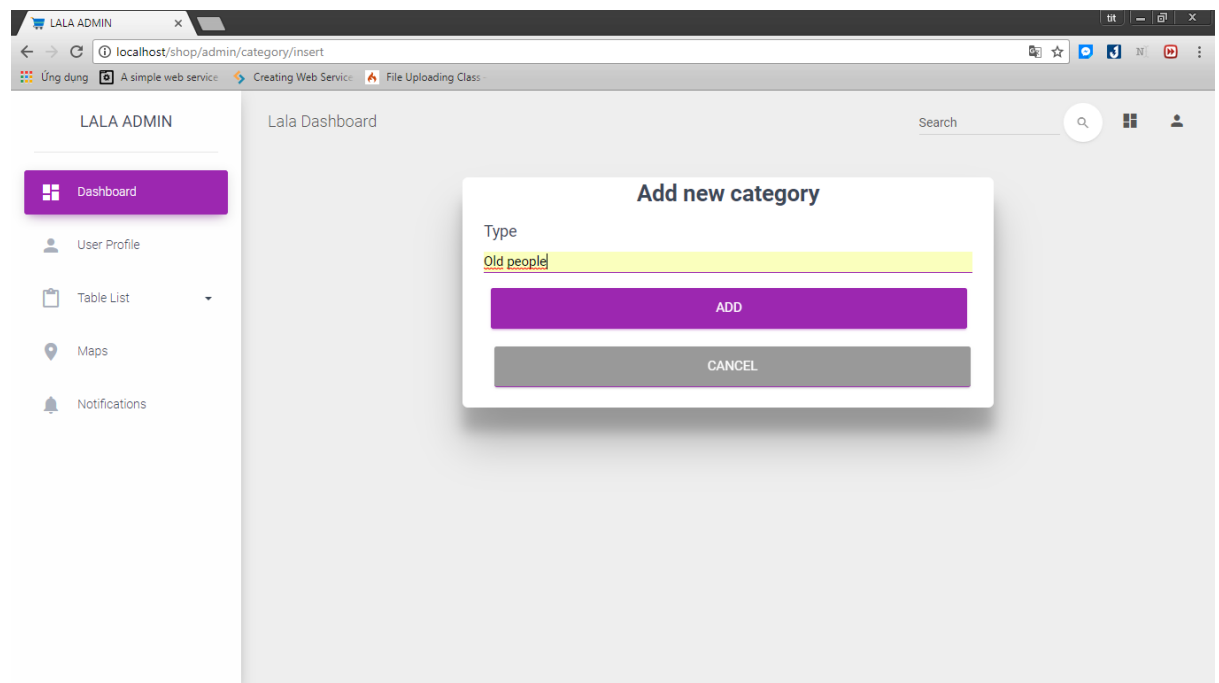 LALA ADMIN
tit
localhost/shop/admin/category/insert
Ứng dụng A simple web service Creating Web Service File Uploading Class -
LALA ADMIN
Lala Dashboard
Search
Dashboard
User Profile
Table List
Maps
Notifications
Add new category
Type
Old people
ADD
CANCEL